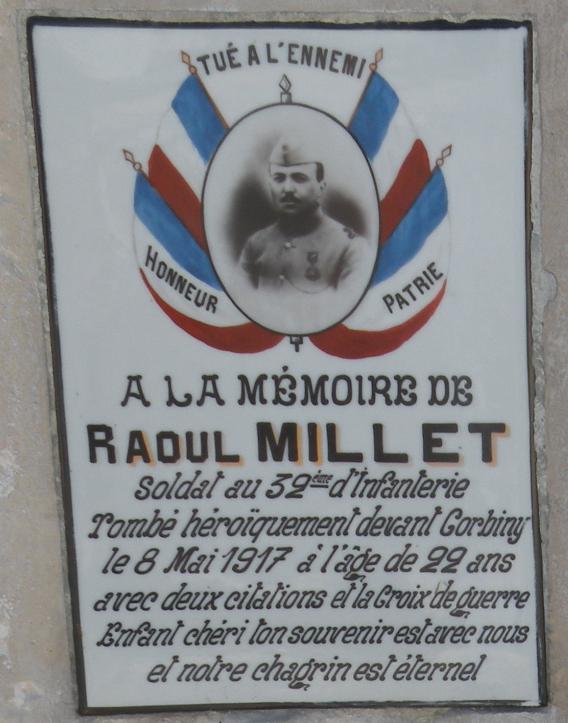 TUÉ A L'ENNEMI
HONNEUR
PATRIE
A LA MÉMOIRE DE
RAOUL MILLET
Soldat au 32ème d'Infanterie
Tombé héroïquement devant Corbiny
le 8 Mai 1917 à l'âge de 22 ans
avec deux citations et la Croix de guerre
Enfant chéri ton souvenir est avec nous
et notre chagrin est éternel